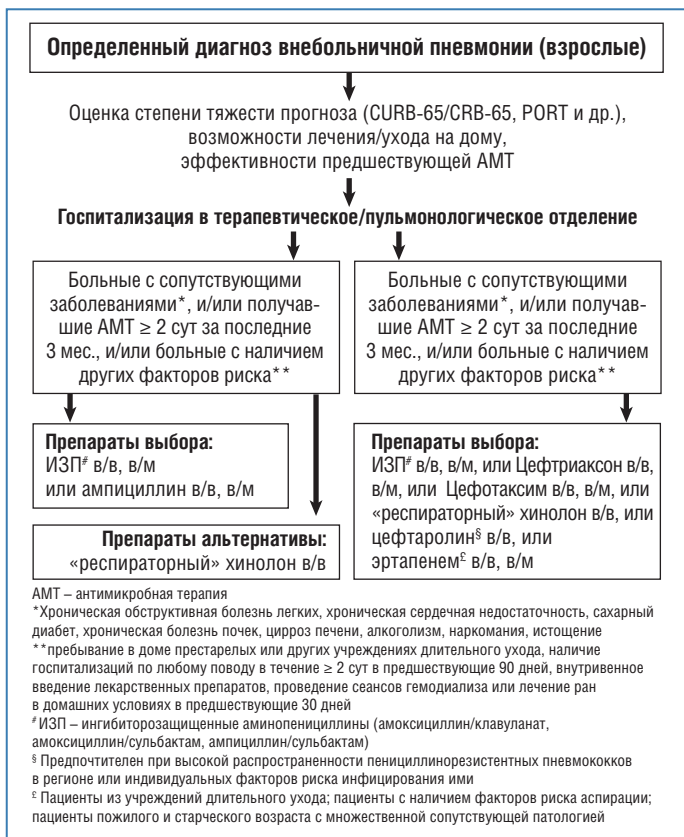 Определенный диагноз внебольничной пневмонии (взрослые)
Оценка степени тяжести прогноза (CURB-65/CRB-65, PORT и др.),
возможности лечения/ухода на дому,
эффективности предшествующей АМТ
Госпитализация в терапевтическое/пульмонологическое отделение
Больные с сопутствующими
заболеваниями*, и/или получав-
шие АМТ ≥ 2 сут за последние
3 мес., и/или больные с наличием
других факторов риска**
Больные с сопутствующими
заболеваниями*, и/или получав-
шие АМТ ≥ 2 сут за последние
3 мес., и/или больные с наличием
других факторов риска**
Препараты выбора:
ИЗП# в/в, в/м
или ампициллин в/в, в/м
Препараты альтернативы:
«респираторный» хинолон в/в
Препараты выбора:
ИЗП# в/в, в/м, или Цефтриаксон в/в,
в/м, или Цефотаксим в/в, в/м, или
«респираторный» хинолон в/в, или
цефтаролин§ в/в, или
эртапенем£ в/в, в/м
АМТ – антимикробная терапия
*Хроническая обструктивная болезнь легких, хроническая сердечная недостаточность, сахарный
диабет, хроническая болезнь почек, цирроз печени, алкоголизм, наркомания, истощение
**пребывание в доме престарелых или других учреждениях длительного ухода, наличие
госпитализаций по любому поводу в течение ≥ 2 сут в предшествующие 90 дней, внутривенное
введение лекарственных препаратов, проведение сеансов гемодиализа или лечение ран
в домашних условиях в предшествующие 30 дней
# ИЗП – ингибиторозащищенные аминопенициллины (амоксициллин/клавуланат,
амоксициллин/сульбактам, ампициллин/сульбактам)
§ Предпочтителен при высокой распространенности пенициллинорезистентных пневмококков
в регионе или индивидуальных факторов риска инфицирования ими
£ Пациенты из учреждений длительного ухода; пациенты с наличием факторов риска аспирации;
пациенты пожилого и старческого возраста с множественной сопутствующей патологией